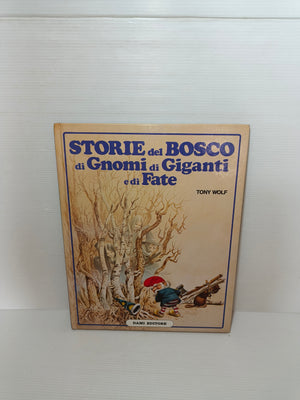 STORIE del BOSCO
di Gnomi di Giganti
e di Fate
TONY WOLF
DAMI EDITORE